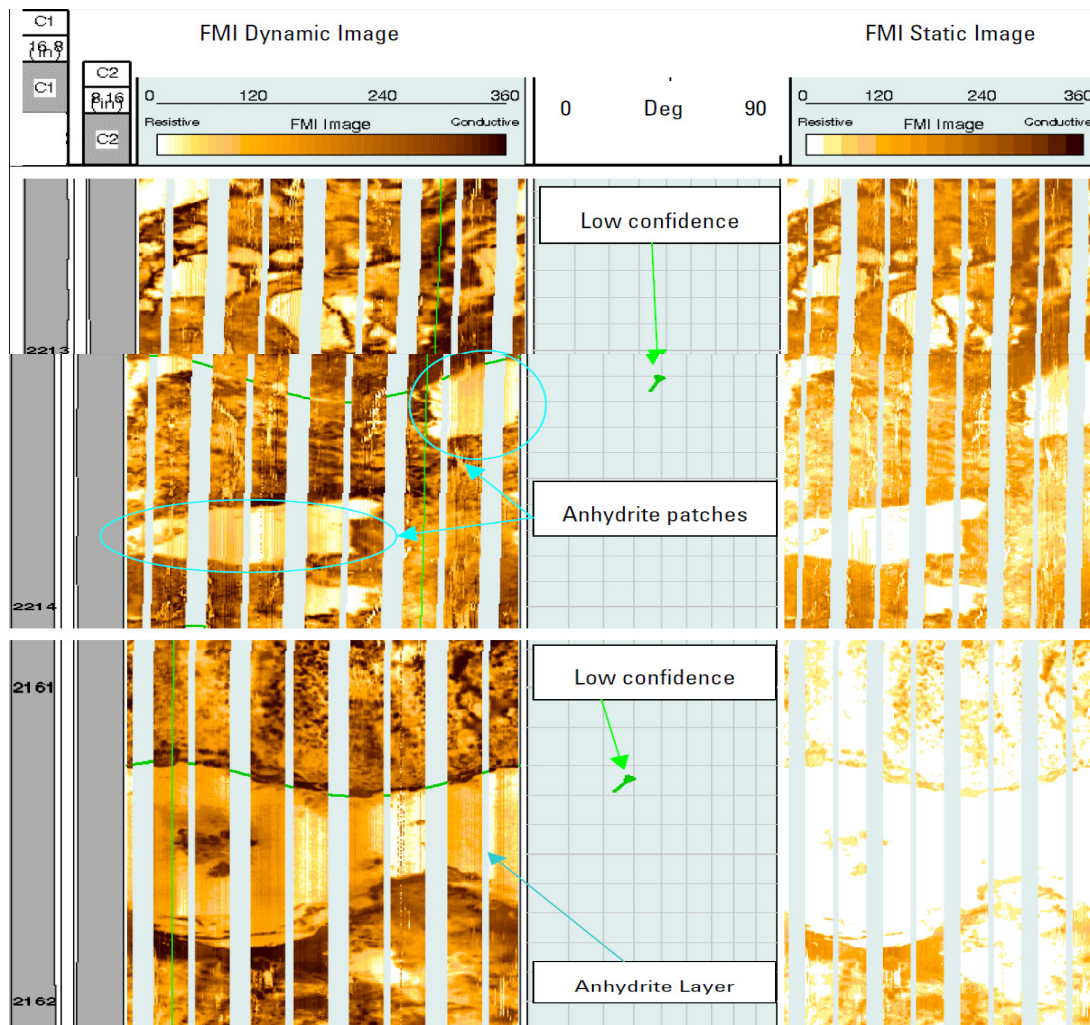 C1
FMI Dynamic Image
FMI Static Image
16.8
(in)
C1
C2
8.16
(in)
C2
0 120 240 360
Resistive FMI Image Conductive
0 Deg 90
0 120 240 360
Resistive FMI Image Conductive
Low confidence
2213
Anhydrite patches
2214
Low confidence
2161
Anhydrite Layer
2162